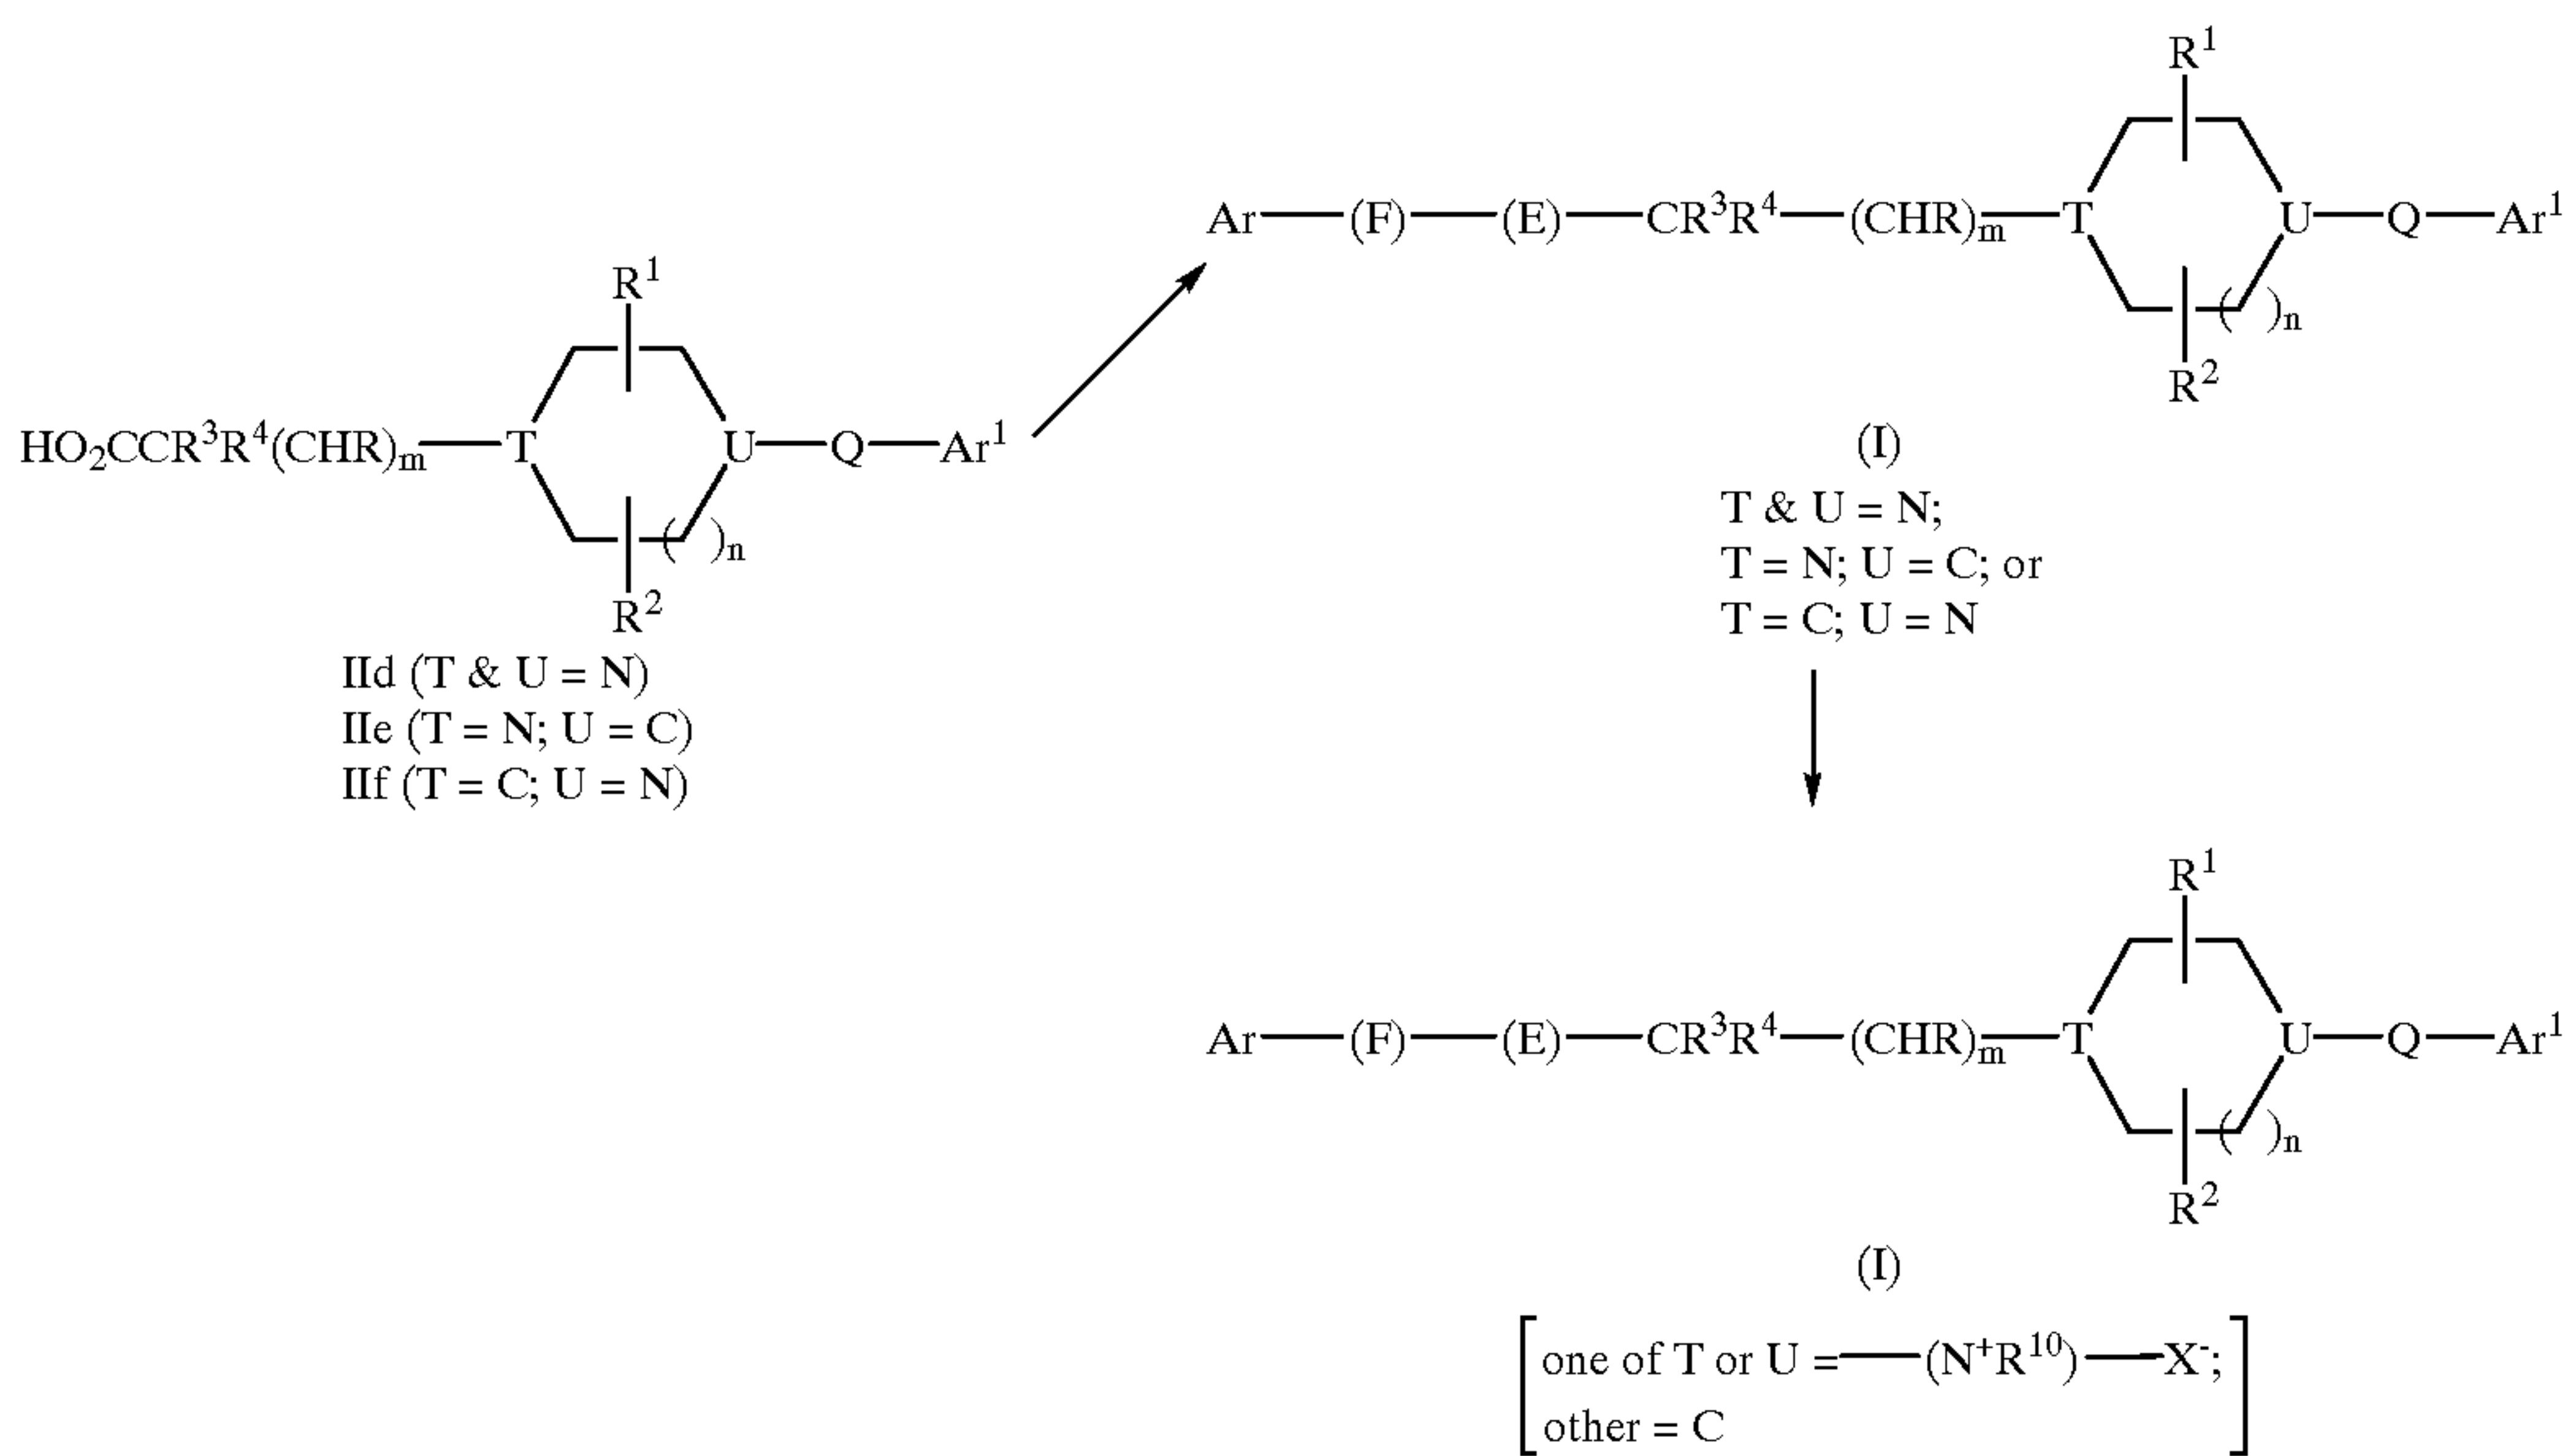 R¹
Ar—(F)—(E)—CR³R⁴—(CHR)ₘ—T U—Q—Ar¹
( )ₙ
R²
(I)
T & U = N;
T = N; U = C; or
T = C; U = N
R¹
HO₂CCR³R⁴(CHR)ₘ—T U—Q—Ar¹
( )ₙ
R²
IId (T & U = N)
IIe (T = N; U = C)
IIf (T = C; U = N)
R¹
Ar—(F)—(E)—CR³R⁴—(CHR)ₘ—T U—Q—Ar¹
( )ₙ
R²
(I)
one of T or U =—(N⁺R¹⁰)—X⁻;
other = C